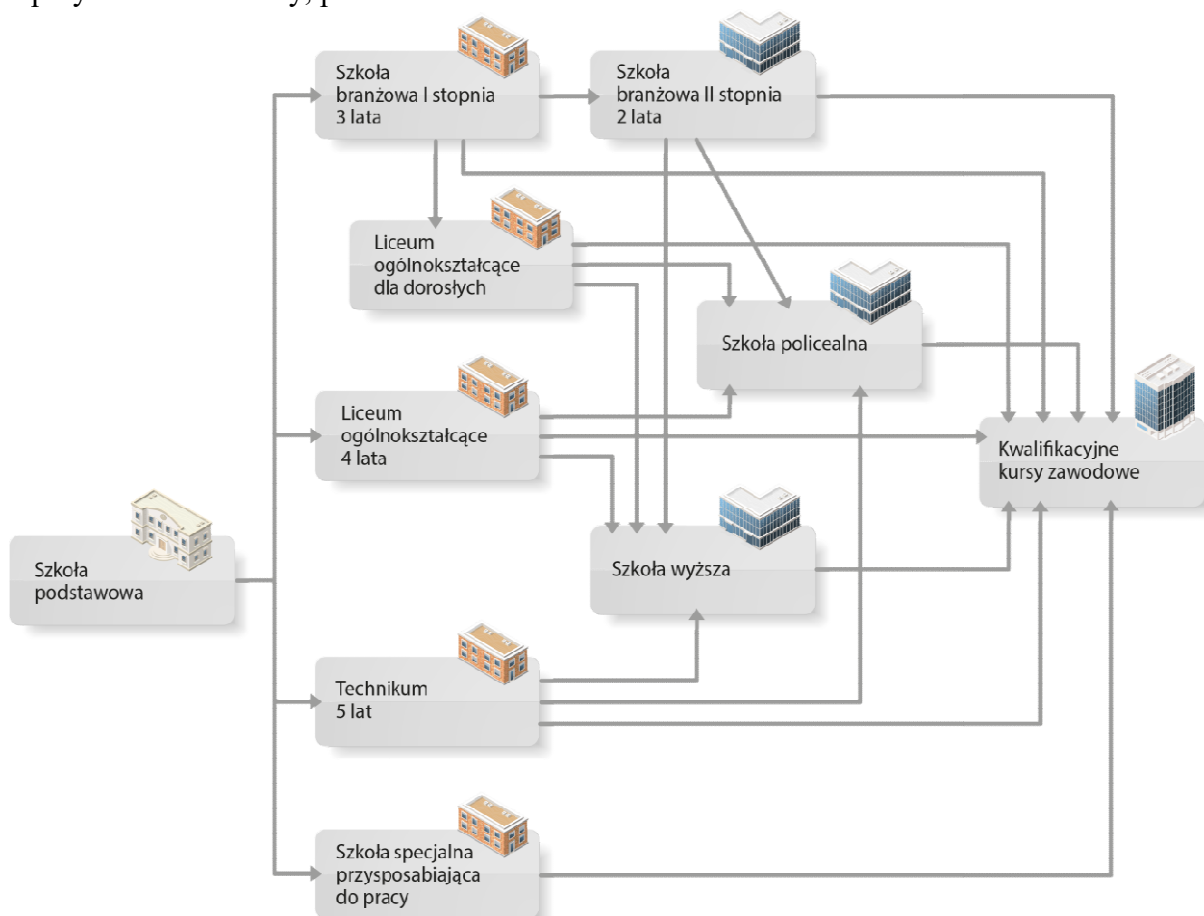 Szkoła
branżowa I stopnia
3 lata
Szkoła
branżowa II stopnia
2 lata
Liceum
ogólnokształcące
dla dorosłych
Szkoła policealna
Liceum
ogólnokształcące
4 lata
Kwalifikacyjne
kursy zawodowe
Szkoła
podstawowa
Szkoła wyższa
Technikum
5 lat
Szkoła specjalna
przysposabiająca
do pracy